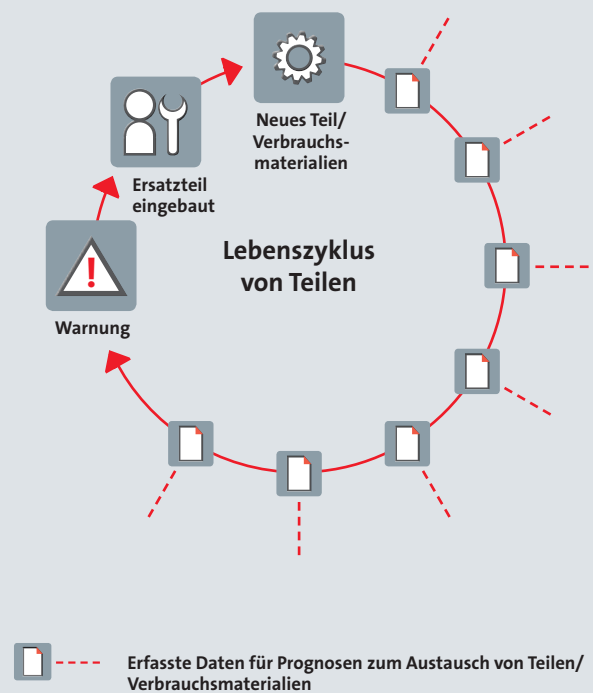 Neues Teil/
Verbrauchs-
materialien
Ersatzteil
eingebaut
Lebenszyklus
von Teilen
Warnung
Erfasste Daten für Prognosen zum Austausch von Teilen/
Verbrauchsmaterialien